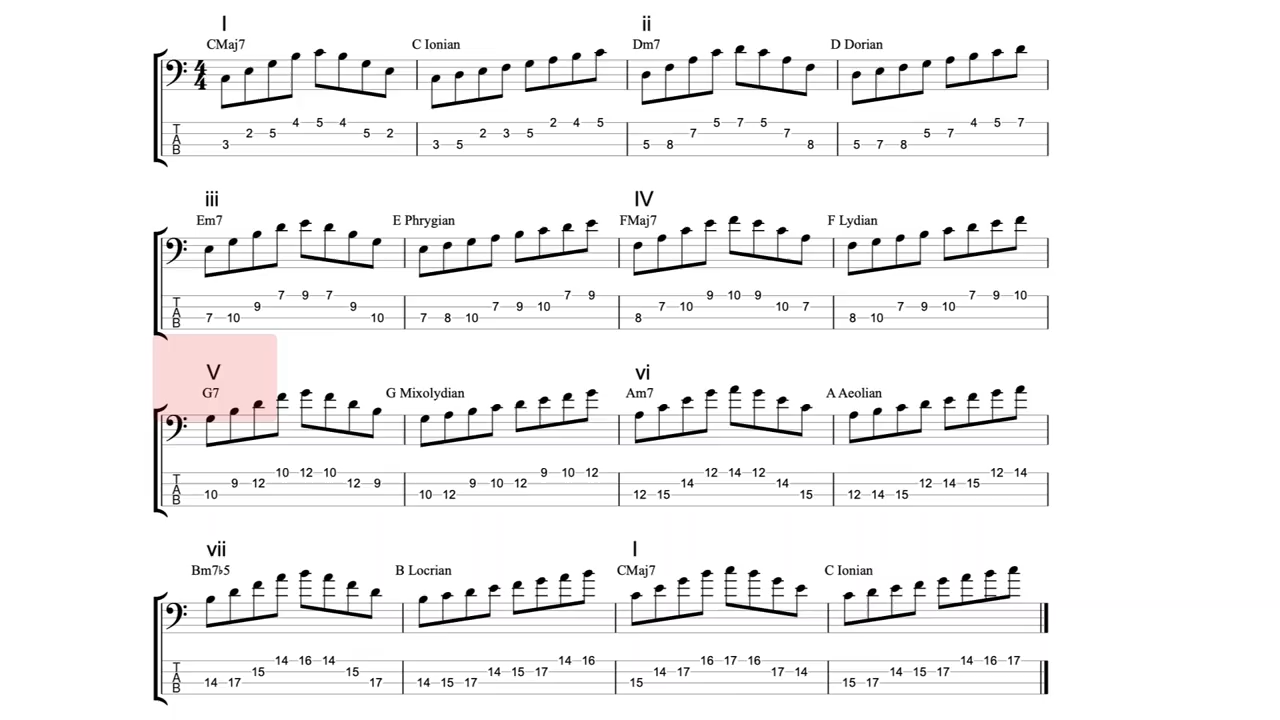 I ii
CMaj7 C Ionian Dm7 D Dorian
4
4
T 4 5 4 2 4 5 5 7 5 4 5 7
A 2 5 5 2 2 3 5 7 7 5 7
B 3 3 5 5 8 8 5 7 8
iii IV
Em7 E Phrygian FMaj7 F Lydian
T 7 9 7 7 9 9 10 9 7 9 10
A 9 9 7 9 10 7 10 10 7 7 9 10
B 7 10 10 7 8 10 8 8 10
V vi
G7 G Mixolydian Am7 A Aeolian
T 10 12 10 9 10 12 12 14 12 12 14
A 9 12 12 9 9 10 12 14 14 12 14 15
B 10 10 12 12 15 15 12 14 15
vii I
Bm7♭5 B Locrian CMaj7 C Ionian
T 14 16 14 14 16 16 17 16 14 16 17
A 15 15 14 15 17 14 17 17 14 14 15 17
B 14 17 17 14 15 17 15 15 17